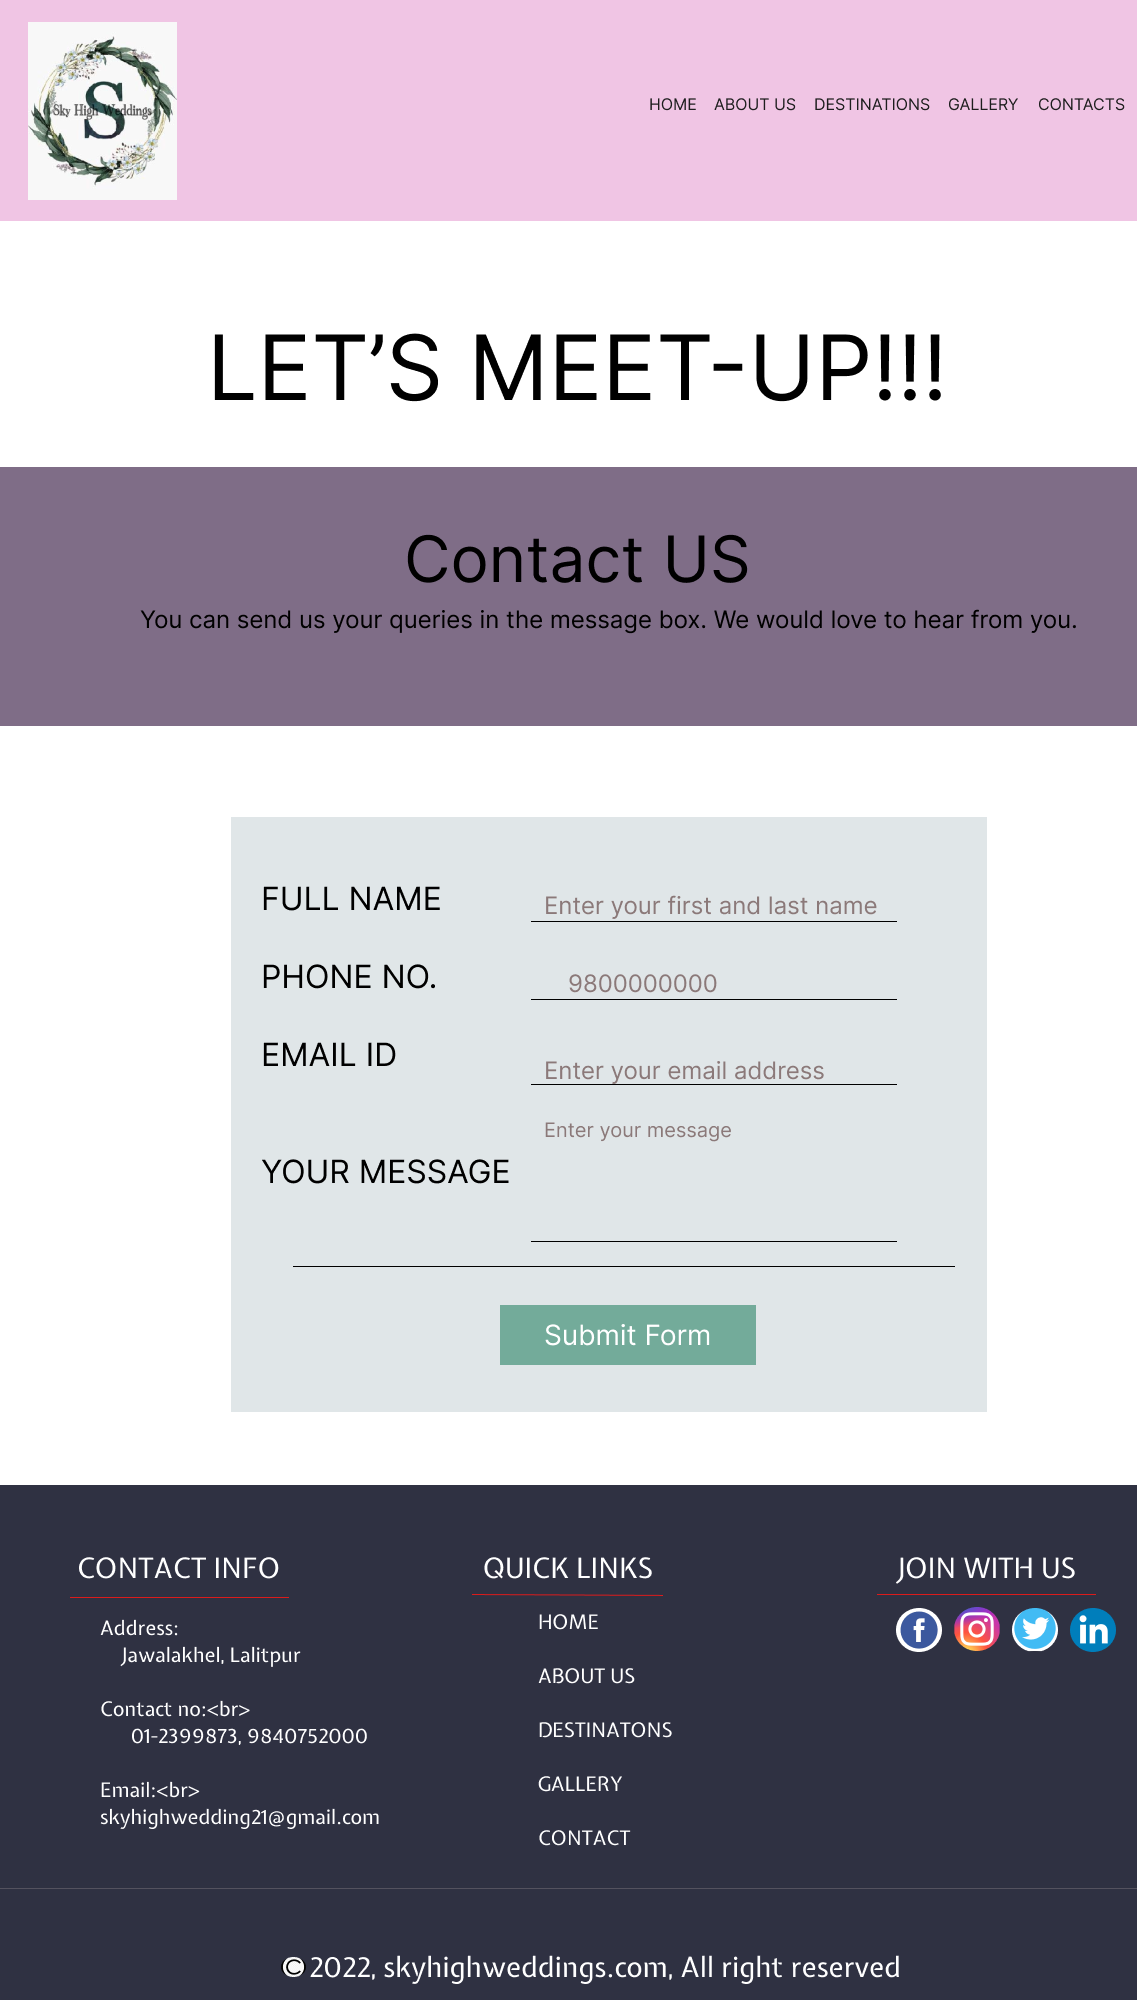 S
Sky High Weddings
HOME ABOUT US DESTINATIONS GALLERY CONTACTS
LET’S MEET-UP!!!
Contact US
You can send us your queries in the message box. We would love to hear from you.
FULL NAME Enter your first and last name
PHONE NO. 9800000000
EMAIL ID Enter your email address
Enter your message
YOUR MESSAGE
Submit Form
CONTACT INFO
Address:
Jawalakhel, Lalitpur
Contact no:<br>
01-2399873, 9840752000
Email:<br>
skyhighwedding21@gmail.com
QUICK LINKS
HOME
ABOUT US
DESTINATONS
GALLERY
CONTACT
JOIN WITH US
f in
© 2022, skyhighweddings.com, All right reserved